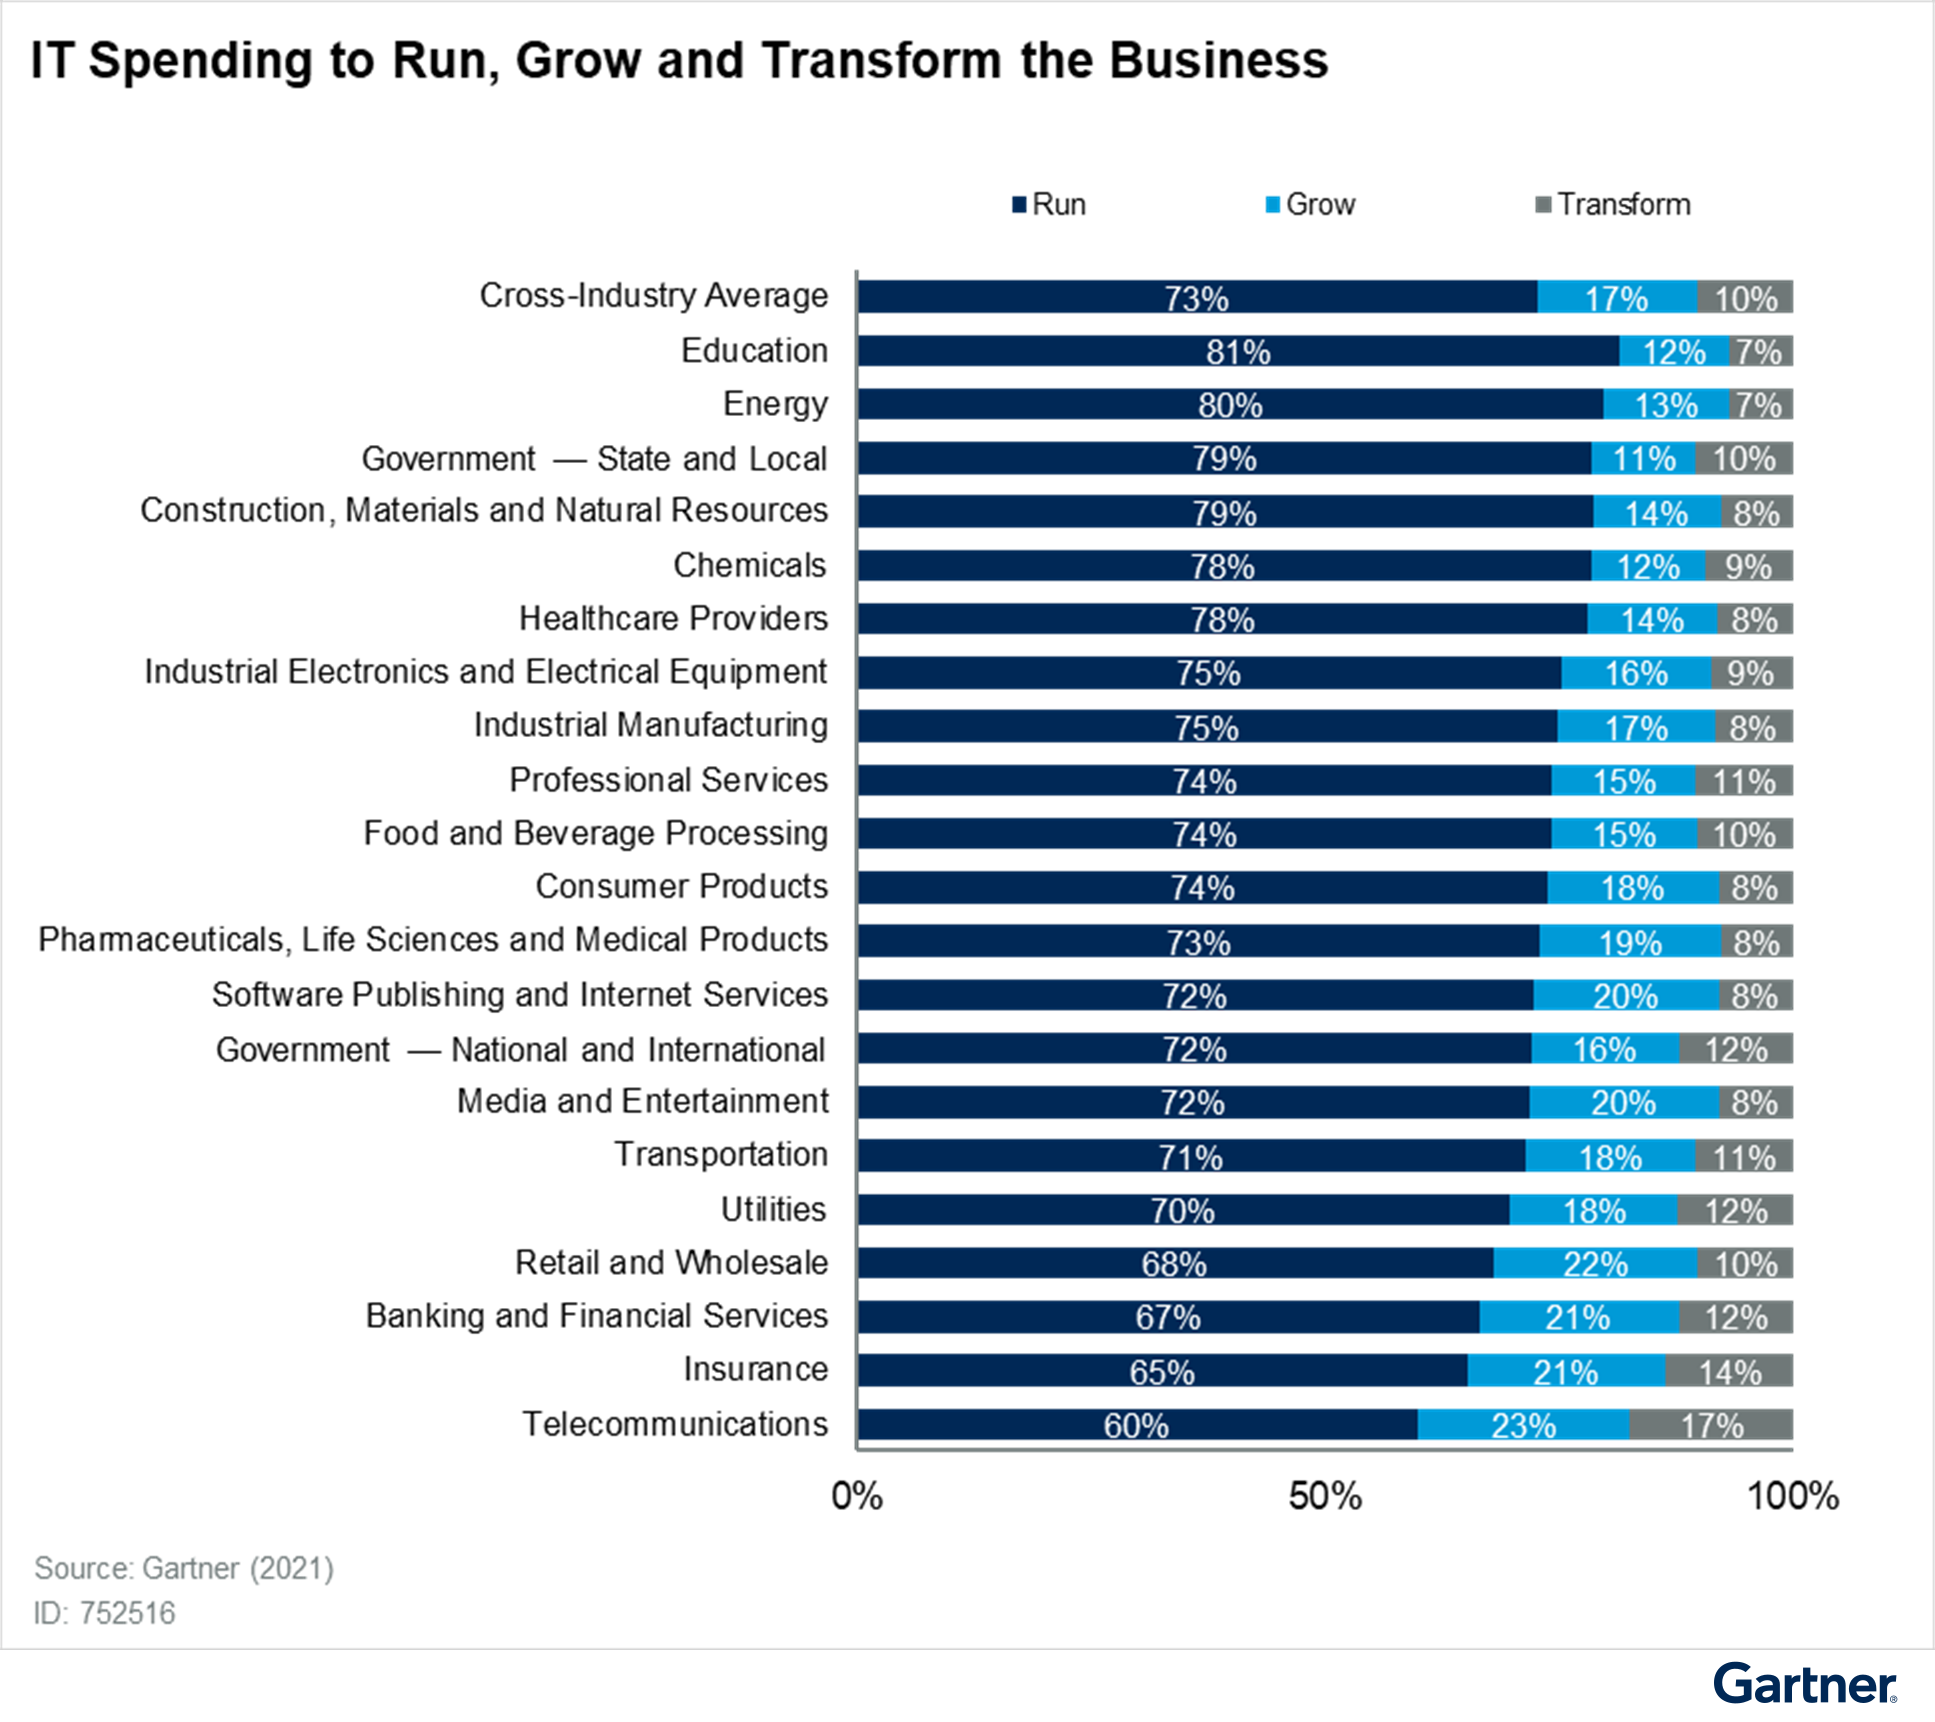 IT Spending to Run, Grow and Transform the Business
Run Grow Transform
Cross-Industry Average 73% 17% 10%
Education 81% 12% 7%
Energy 80% 13% 7%
Government — State and Local 79% 11% 10%
Construction, Materials and Natural Resources 79% 14% 8%
Chemicals 78% 12% 9%
Healthcare Providers 78% 14% 8%
Industrial Electronics and Electrical Equipment 75% 16% 9%
Industrial Manufacturing 75% 17% 8%
Professional Services 74% 15% 11%
Food and Beverage Processing 74% 15% 10%
Consumer Products 74% 18% 8%
Pharmaceuticals, Life Sciences and Medical Products 73% 19% 8%
Software Publishing and Internet Services 72% 20% 8%
Government — National and International 72% 16% 12%
Media and Entertainment 72% 20% 8%
Transportation 71% 18% 11%
Utilities 70% 18% 12%
Retail and Wholesale 68% 22% 10%
Banking and Financial Services 67% 21% 12%
Insurance 65% 21% 14%
Telecommunications 60% 23% 17%
0% 50% 100%
Source: Gartner (2021)
ID: 752516
Gartner®